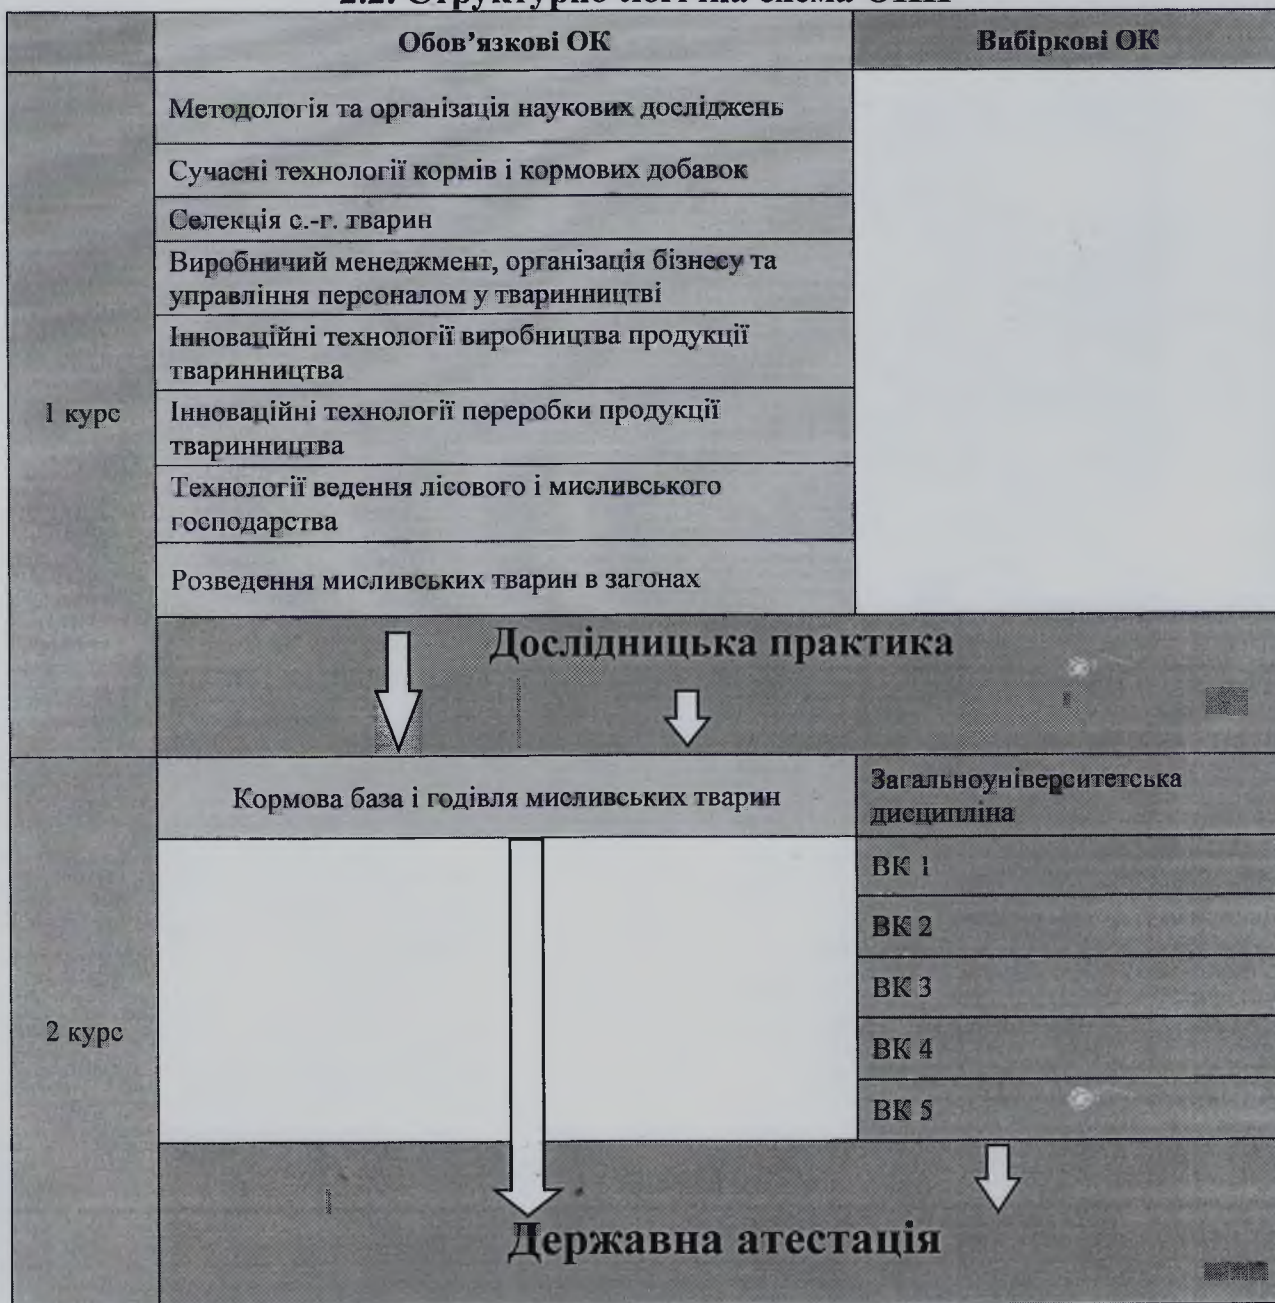 Обов’язкові ОК
Вибіркові ОК
1 курс
Методологія та організація наукових досліджень
Сучасні технології кормів і кормових добавок
Селекція с.-г. тварин
Виробничий менеджмент, організація бізнесу та
управління персоналом у тваринництві
Інноваційні технології виробництва продукції
тваринництва
Інноваційні технології переробки продукції
тваринництва
Технології ведення лісового і мисливського
господарства
Розведення мисливських тварин в загонах
Дослідницька практика
2 курс
Кормова база і годівля мисливських тварин
Загальноуніверситетська
дисципліна
ВК 1
ВК 2
ВК 3
ВК 4
ВК 5
Державна атестація